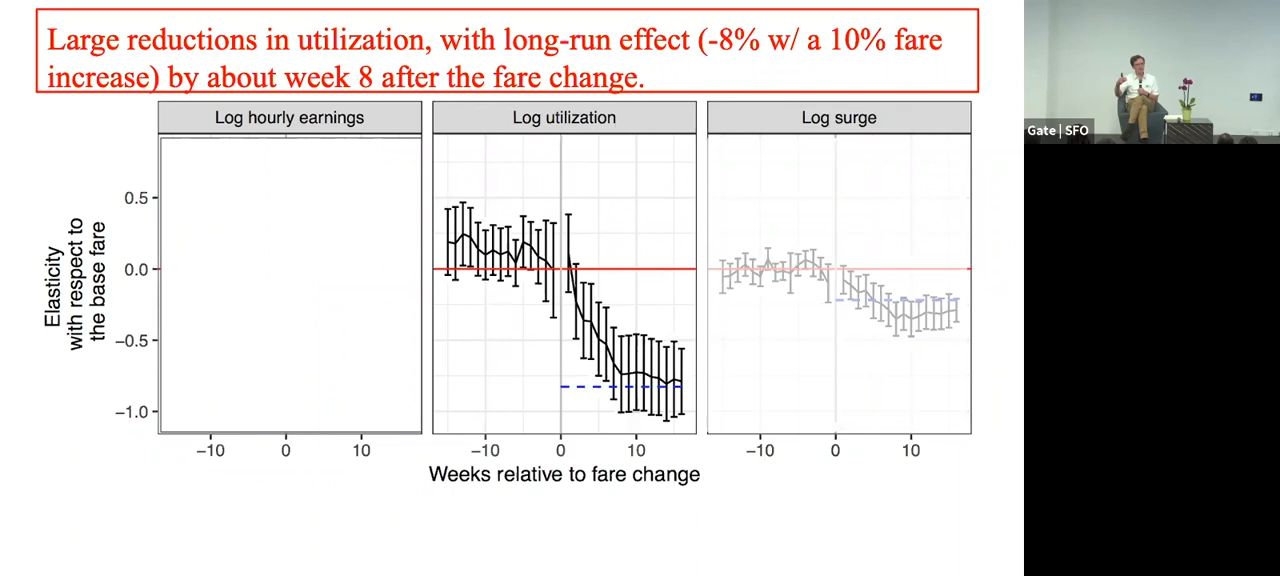 Large reductions in utilization, with long-run effect (-8% w/ a 10% fare
increase) by about week 8 after the fare change.
Log hourly earnings
Log utilization
Log surge
Elasticity
with respect to
the base fare
0.5
0.0
−0.5
−1.0
−10 0 10
−10 0 10
−10 0 10
Weeks relative to fare change
Gate | SFO